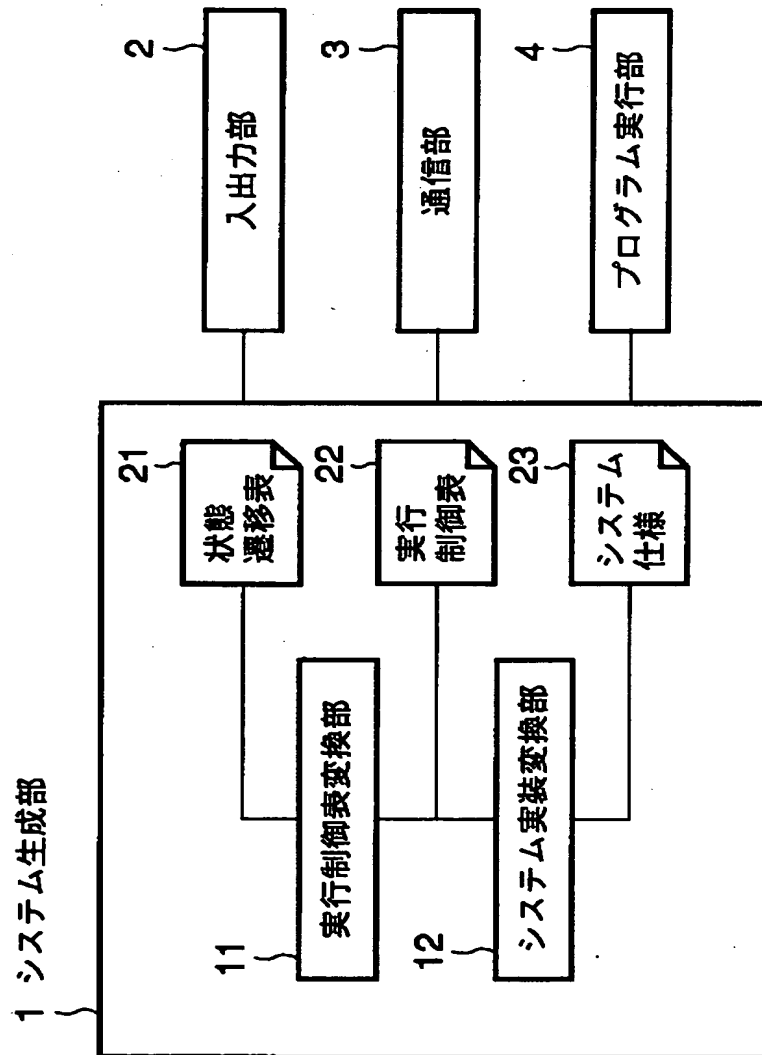 1 システム生成部
11
実行制御表変換部
12
システム実装変換部
21
状態
遷移表
22
実行
制御表
23
システム
仕様
2
入出力部
3
通信部
4
プログラム実行部